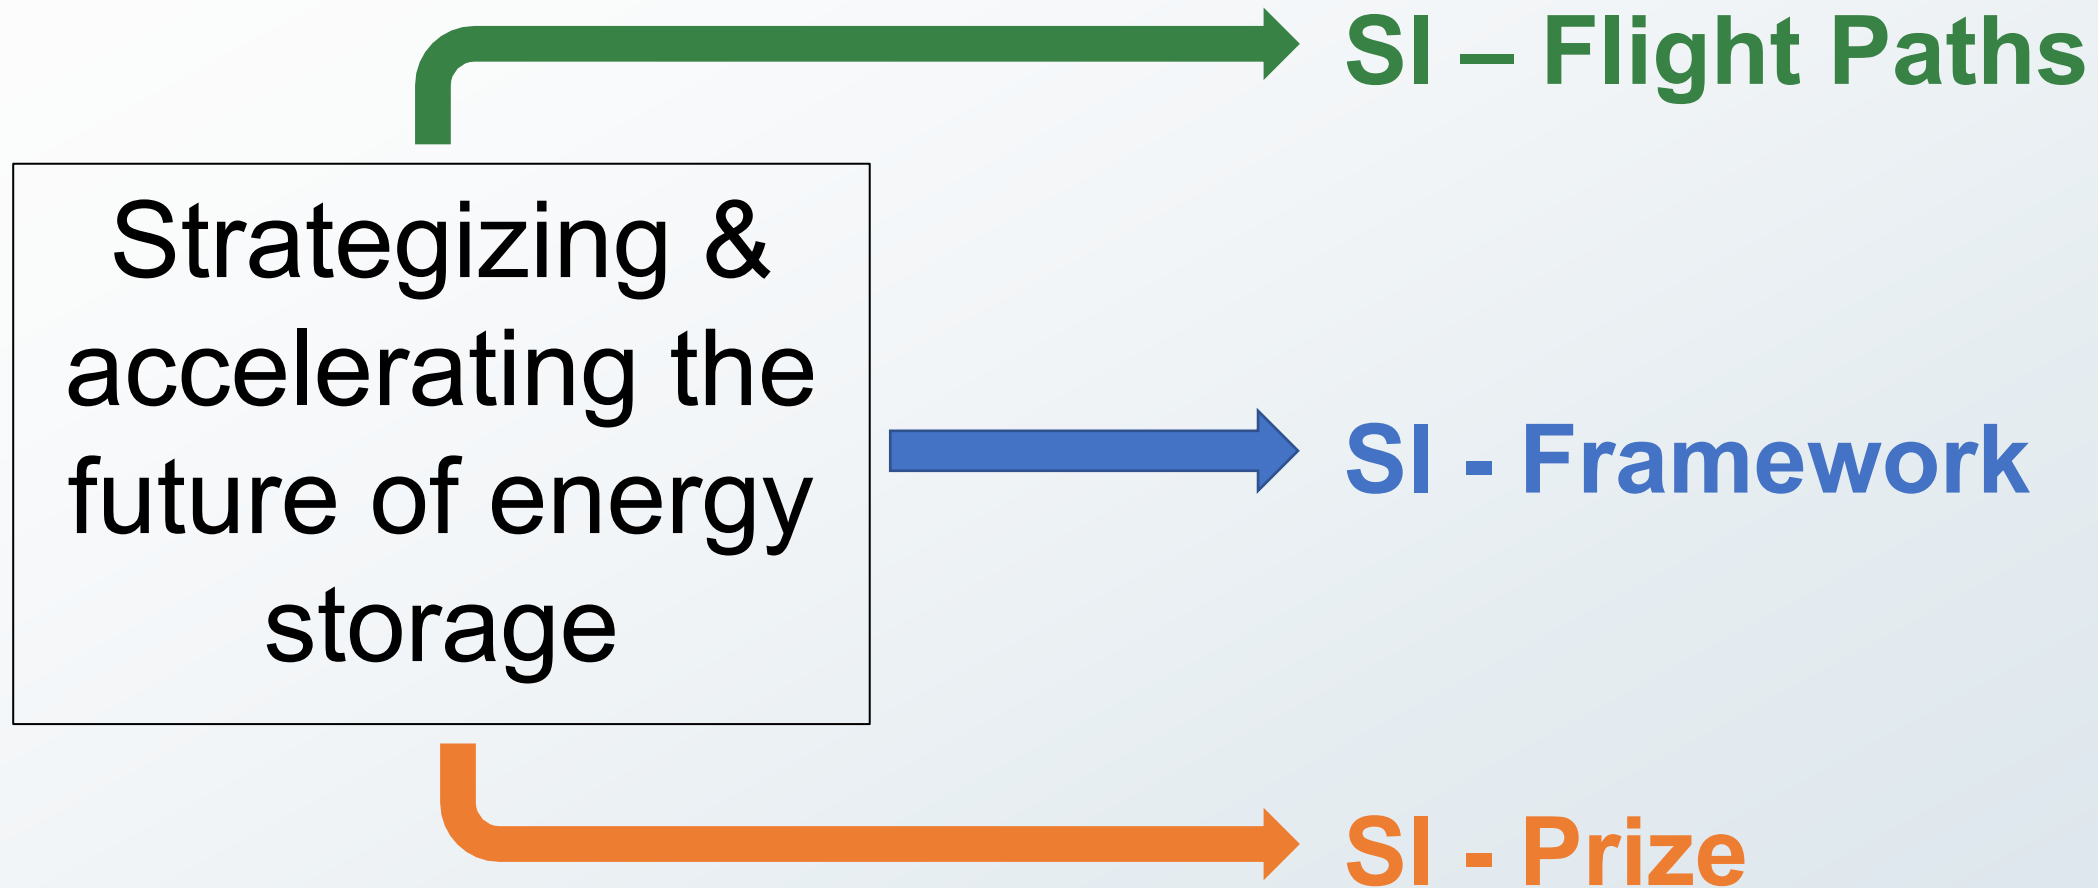 SI – Flight Paths
Strategizing &
accelerating the
future of energy
storage
SI - Framework
SI - Prize